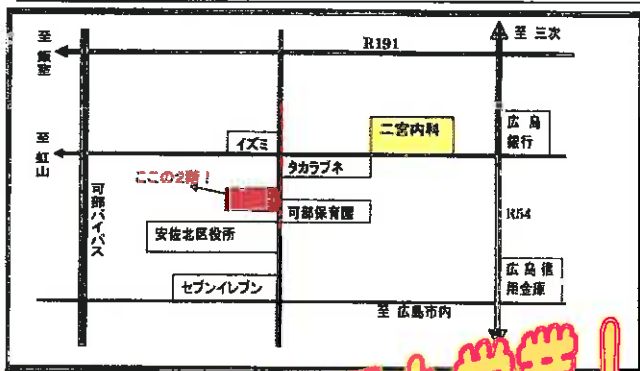 至 三次
至
飯室
R191
二宮内科
広島
銀行
イズミ
至
虹山
タカラブネ
ここの2階！
可部バイパス
可部保育園
R54
安佐北区役所
広島信
用金庫
セブンイレブン
至 広島市内